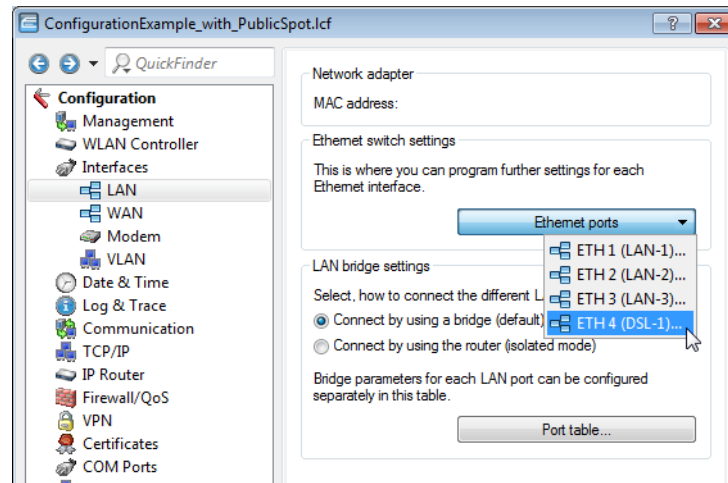 ConfigurationExample_with_PublicSpot.lcf
QuickFinder
Configuration
Management
WLAN Controller
Interfaces
LAN
WAN
Modem
VLAN
Date & Time
Log & Trace
Communication
TCP/IP
IP Router
Firewall/QoS
VPN
Certificates
COM Ports
Network adapter
MAC address:
Ethernet switch settings
This is where you can program further settings for each
Ethernet interface.
Ethernet ports
ETH 1 (LAN-1)...
ETH 2 (LAN-2)...
ETH 3 (LAN-3)...
ETH 4 (DSL-1)...
LAN bridge settings
Select, how to connect the different
Connect by using a bridge (default)
Connect by using the router (isolated mode)
Bridge parameters for each LAN port can be configured
separately in this table.
Port table...